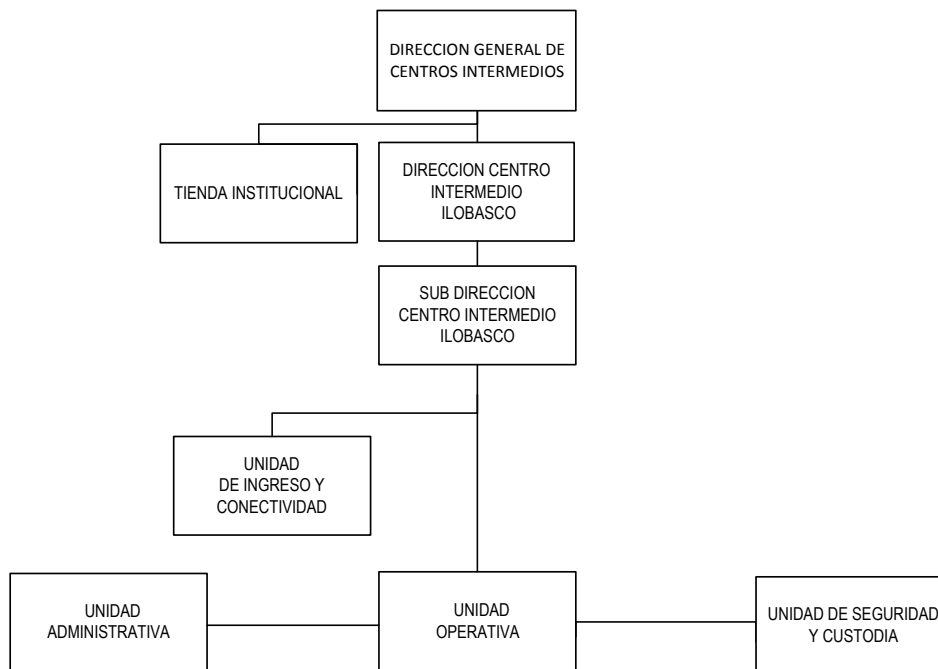 DIRECCION GENERAL DE
CENTROS INTERMEDIOS
TIENDA INSTITUCIONAL
DIRECCION CENTRO
INTERMEDIO
ILOBASCO
SUB DIRECCION
CENTRO INTERMEDIO
ILOBASCO
UNIDAD
DE INGRESO Y
CONECTIVIDAD
UNIDAD
ADMINISTRATIVA
UNIDAD
OPERATIVA
UNIDAD DE SEGURIDAD
Y CUSTODIA